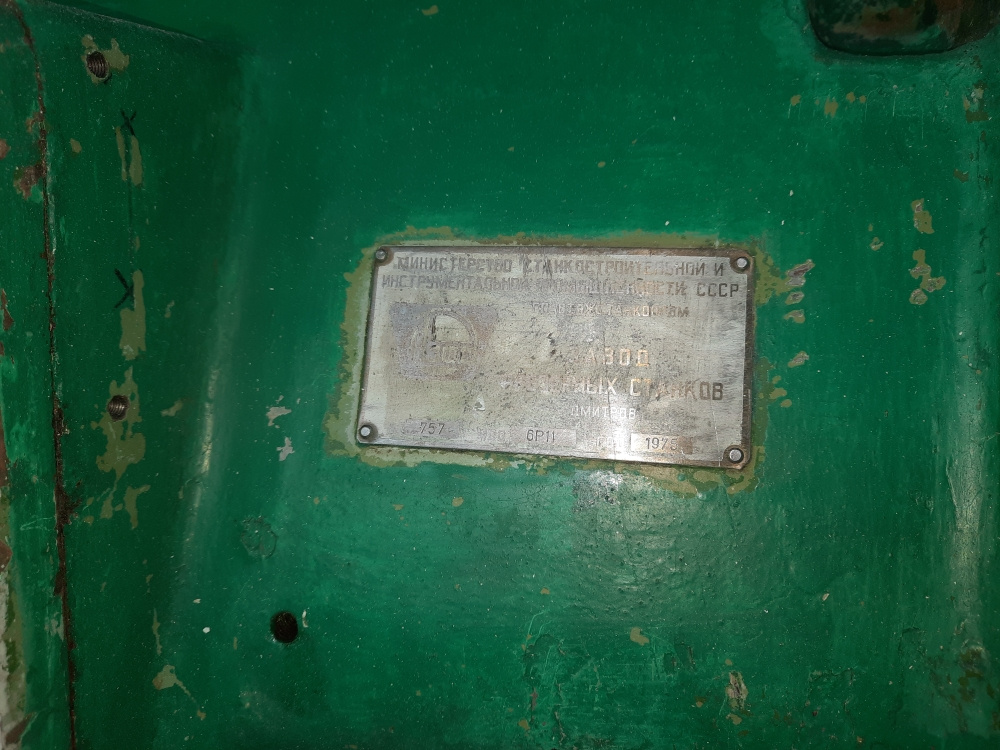 МИНИСТЕРСТВО СТАНКОСТРОИТЕЛЬНОЙ И
ИНСТРУМЕНТАЛЬНОЙ ПРОМЫШЛЕННОСТИ СССР
ЗАВОД
СТАНКОВ
ДМИТРОВ
757 6Р11 1975